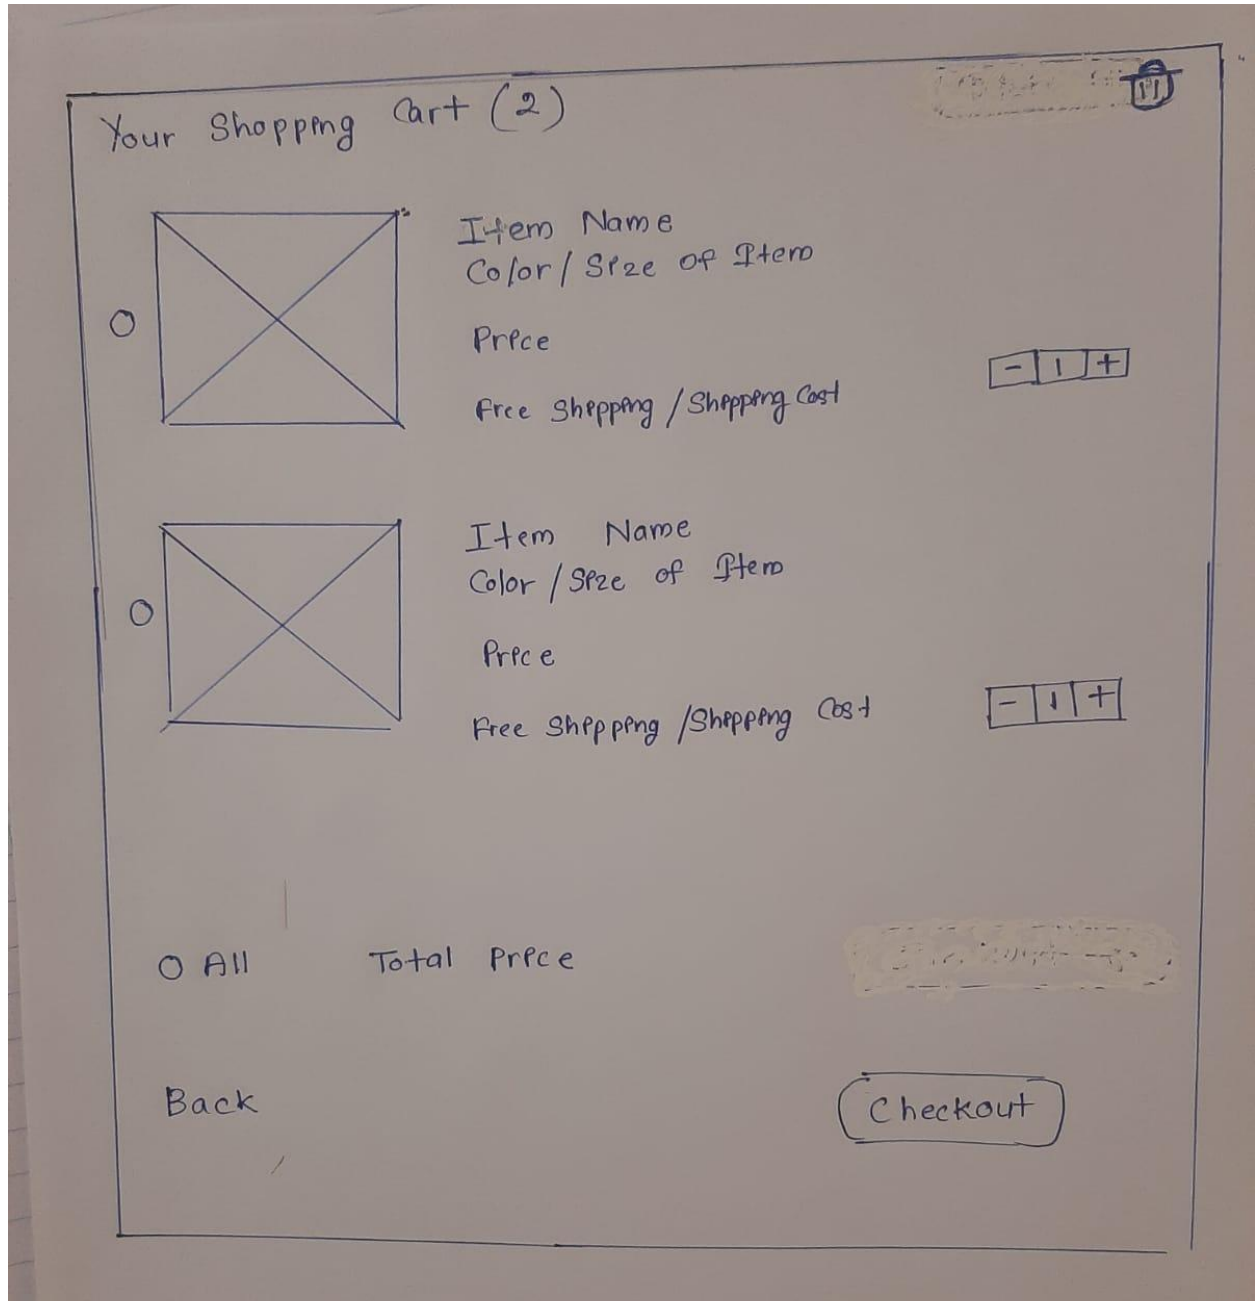 Your Shopping Cart (2)
Item Name
Color / Size of Item
Price
Free Shipping / Shipping Cost
- 1 +
Item Name
Color / Size of Item
Price
Free Shipping / Shipping Cost
- 1 +
O All Total Price
Back Checkout